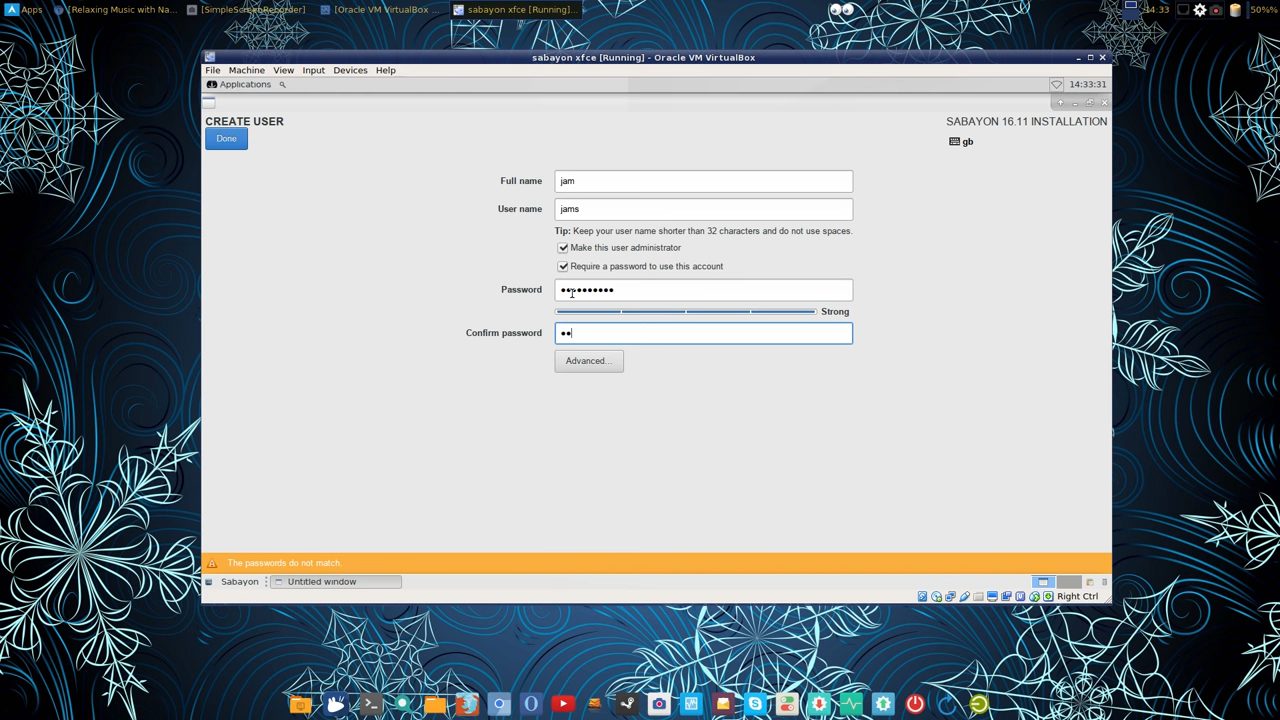 Apps
[Relaxing Music with Na...
[SimpleScreenRecorder]
[Oracle VM VirtualBox ...
sabayon xfce [Running]...
14:33
50%%
sabayon xfce [Running] - Oracle VM VirtualBox
File Machine View Input Devices Help
Applications
14:33:31
CREATE USER
SABAYON 16.11 INSTALLATION
Done
gb
Full name
jam
User name
jams
Tip: Keep your user name shorter than 32 characters and do not use spaces.
Make this user administrator
Require a password to use this account
Password
••••••••••
Strong
Confirm password
••
Advanced...
The passwords do not match.
Sabayon
Untitled window
Right Ctrl